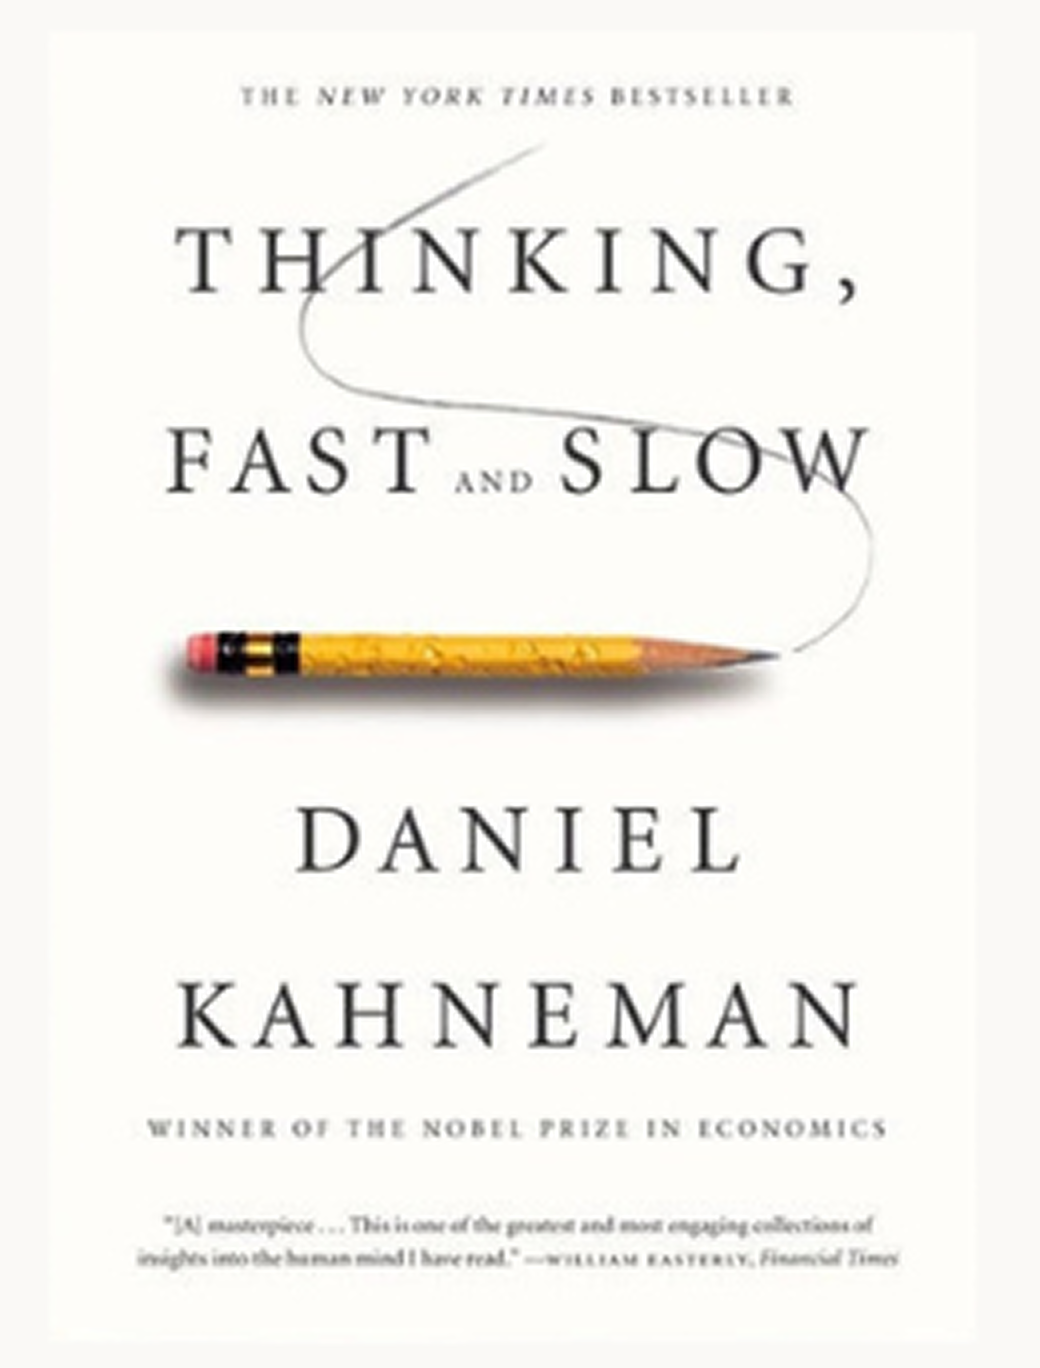 THE NEW YORK TIMES BESTSELLER
THINKING,
FAST AND SLOW
DANIEL
KAHNEMAN
WINNER OF THE NOBEL PRIZE IN ECONOMICS
"[A] masterpiece . . . This is one of the greatest and most engaging collections of
insights into the human mind I have read." —WILLIAM EASTERLY, Financial Times